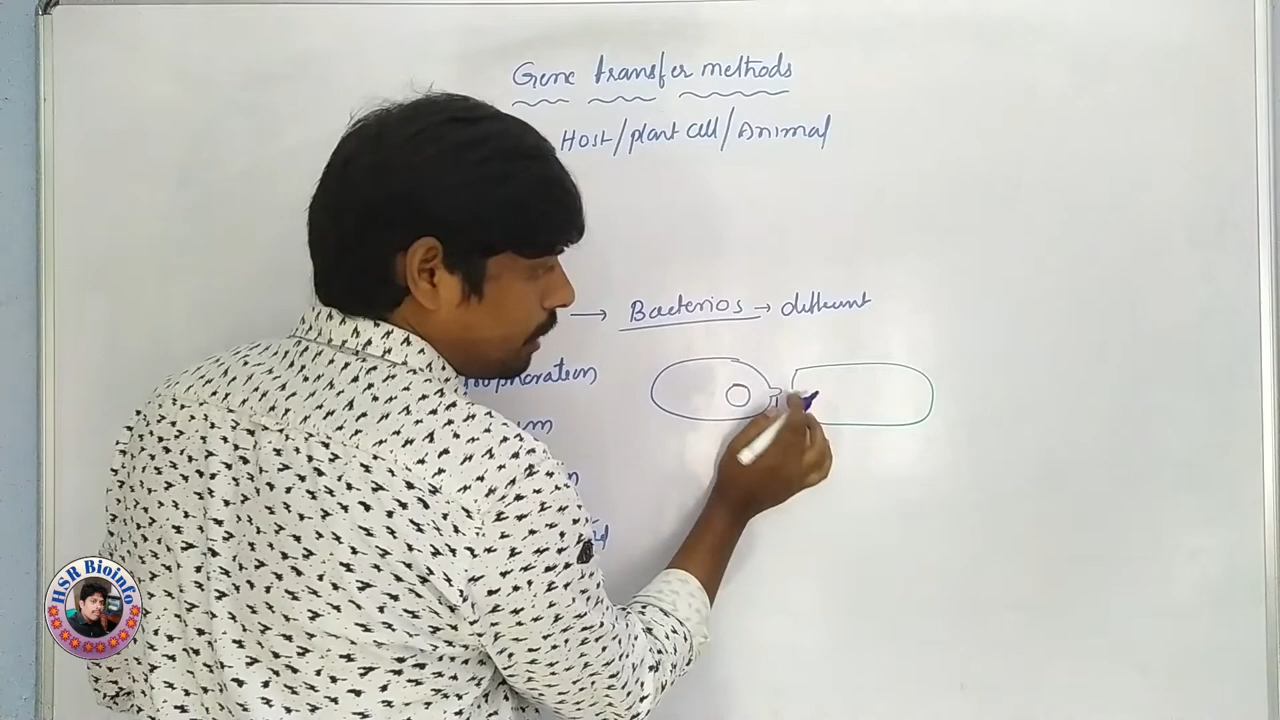 Gene transfer methods
Host/plant cell/Animal
→ Bacterios → different
HSR Bioinfo